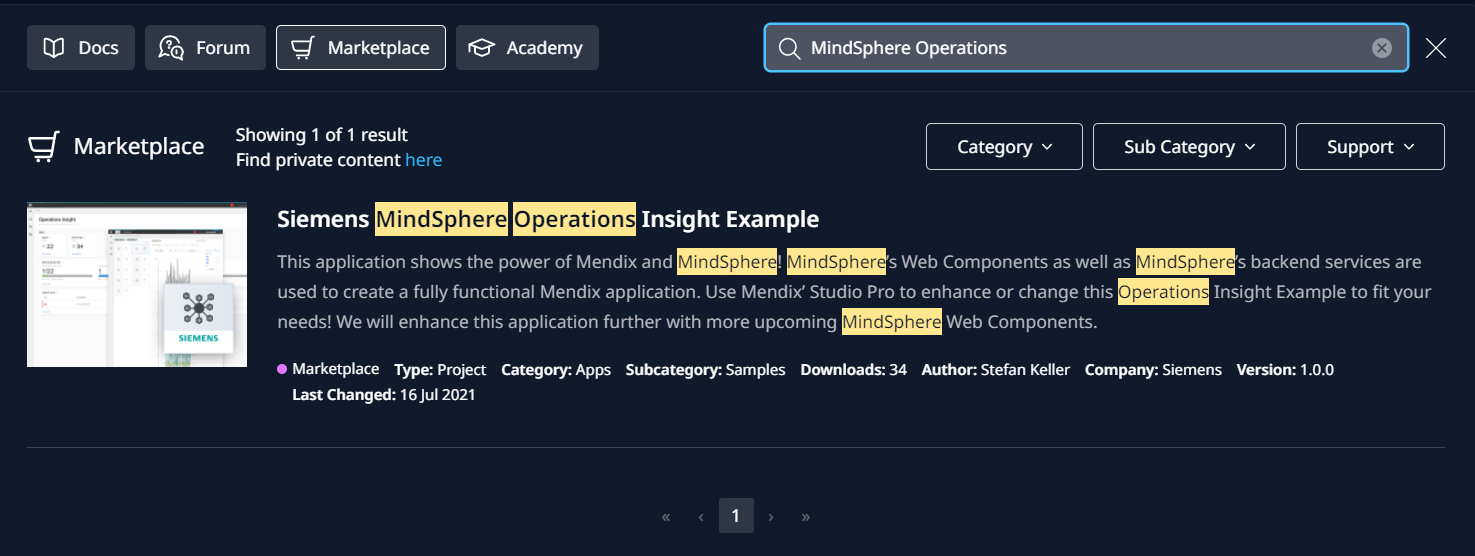 Docs Forum Marketplace Academy MindSphere Operations
Marketplace
Showing 1 of 1 result
Find private content here
Category Sub Category Support
Operations Insight
22 34
1/22
SIEMENS
Siemens MindSphere Operations Insight Example
This application shows the power of Mendix and MindSphere! MindSphere’s Web Components as well as MindSphere’s backend services are
used to create a fully functional Mendix application. Use Mendix’ Studio Pro to enhance or change this Operations Insight Example to fit your
needs! We will enhance this application further with more upcoming MindSphere Web Components.
Marketplace Type: Project Category: Apps Subcategory: Samples Downloads: 34 Author: Stefan Keller Company: Siemens Version: 1.0.0
Last Changed: 16 Jul 2021
« ‹ 1 › »